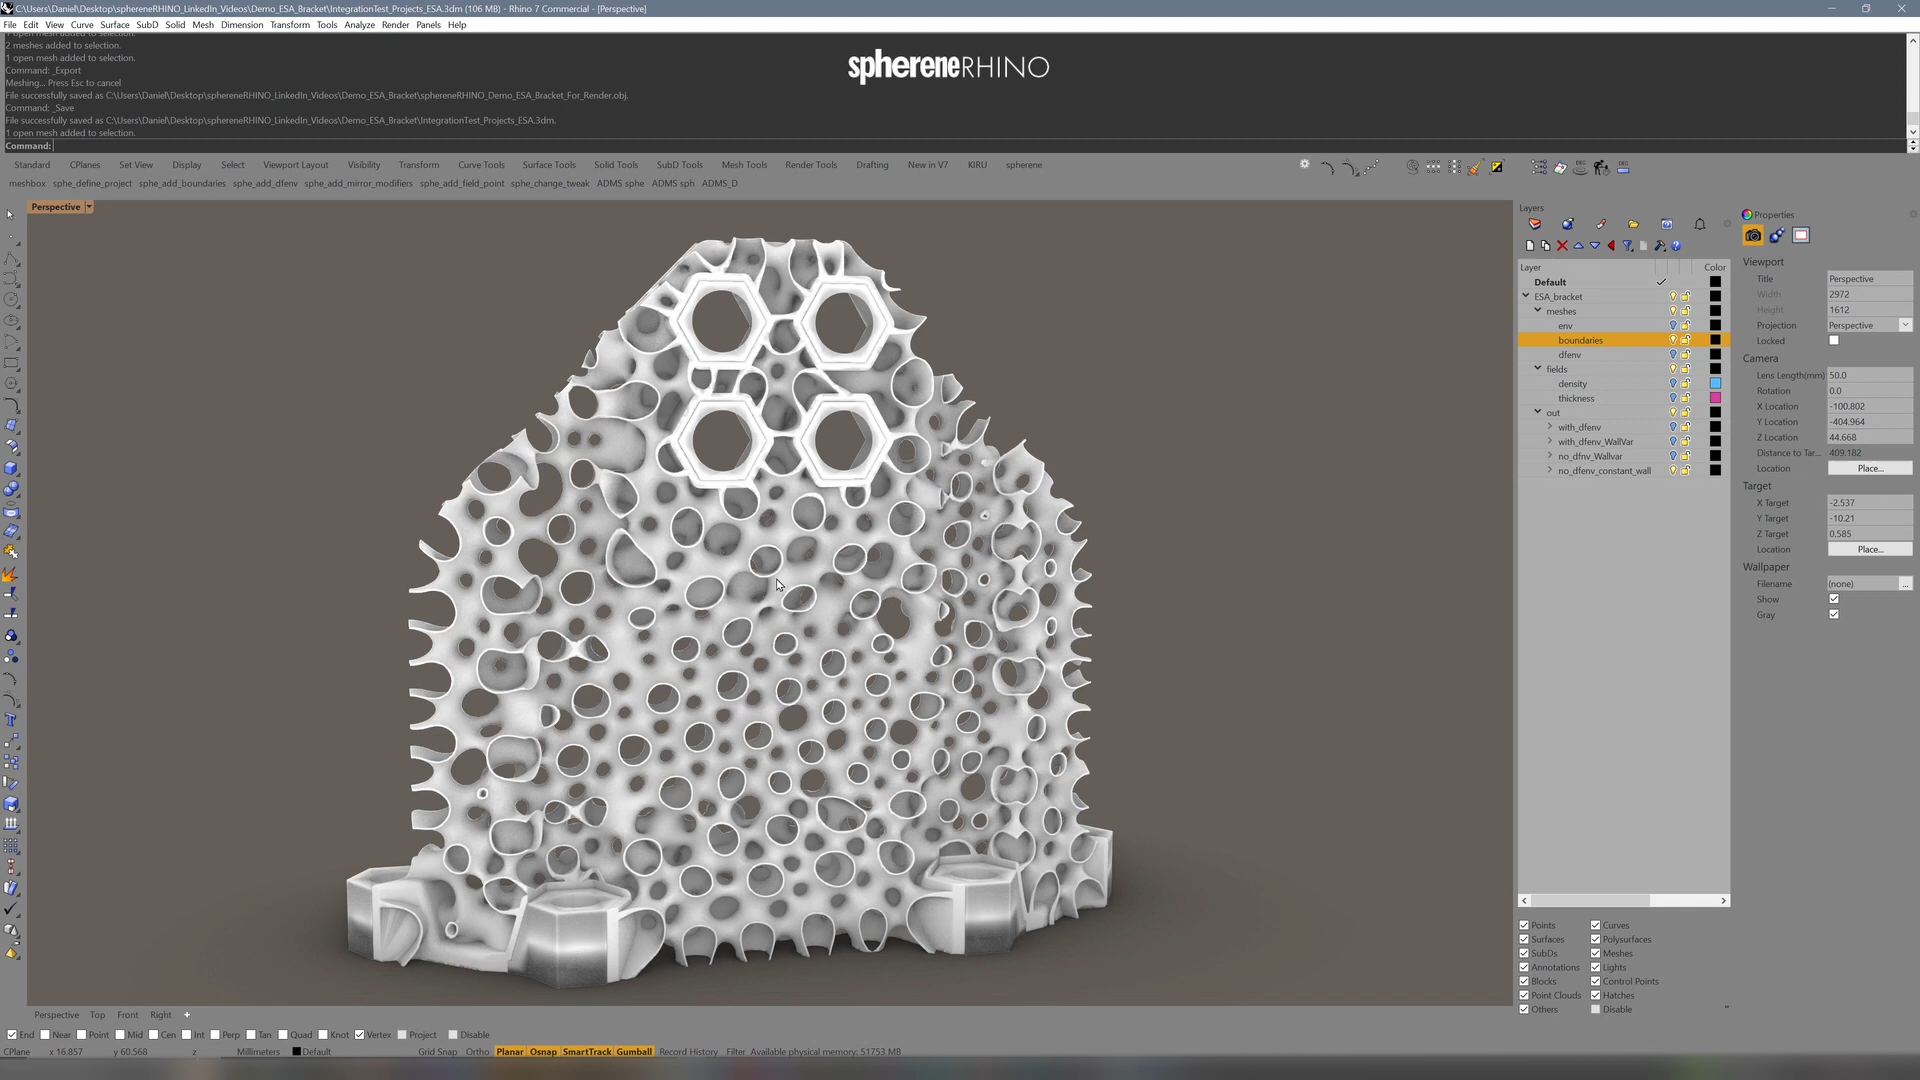 C:\Users\Daniel\Desktop\sphereneRHINO_LinkedIn_Videos\Demo_ESA_Bracket\IntegrationTest_Projects_ESA.3dm (106 MB) - Rhino 7 Commercial - [Perspective]
File Edit View Curve Surface SubD Solid Mesh Dimension Transform Tools Analyze Render Panels Help
1 open mesh added to selection.
2 meshes added to selection.
1 open mesh added to selection.
Command: _Export
Meshing... Press Esc to cancel
File successfully saved as C:\Users\Daniel\Desktop\sphereneRHINO_LinkedIn_Videos\Demo_ESA_Bracket\sphereneRHINO_Demo_ESA_Bracket_For_Render.obj.
Command: _Save
File successfully saved as C:\Users\Daniel\Desktop\sphereneRHINO_LinkedIn_Videos\Demo_ESA_Bracket\IntegrationTest_Projects_ESA.3dm.
1 open mesh added to selection.
Command:
sphereneRHINO
Standard CPlanes Set View Display Select Viewport Layout Visibility Transform Curve Tools Surface Tools Solid Tools SubD Tools Mesh Tools Render Tools Drafting New in V7 KIRU spherene
meshbox sphe_define_project sphe_add_boundaries sphe_add_dfenv sphe_add_mirror_modifiers sphe_add_field_point sphe_change_tweak ADMS sphe ADMS sph ADMS_D
Perspective
Layers
Layer Color
Default
ESA_bracket
meshes
env
boundaries
dfenv
fields
density
thickness
out
with_dfenv
with_dfenv_WallVar
no_dfnv_Wallvar
no_dfenv_constant_wall
Points Curves
Surfaces Polysurfaces
SubDs Meshes
Annotations Lights
Blocks Control Points
Point Clouds Hatches
Others Disable
Properties
Viewport
Title Perspective
Width 2972
Height 1612
Projection Perspective
Locked
Camera
Lens Length(mm) 50.0
Rotation 0.0
X Location -100.802
Y Location -404.964
Z Location 44.668
Distance to Tar... 409.182
Location Place...
Target
X Target -2.537
Y Target -10.21
Z Target 0.585
Location Place...
Wallpaper
Filename (none) ...
Show
Gray
Perspective Top Front Right
End Near Point Mid Cen Int Perp Tan Quad Knot Vertex Project Disable
CPlane x 16.857 y 60.568 z Millimeters Default Grid Snap Ortho Planar Osnap SmartTrack Gumball Record History Filter Available physical memory: 51753 MB